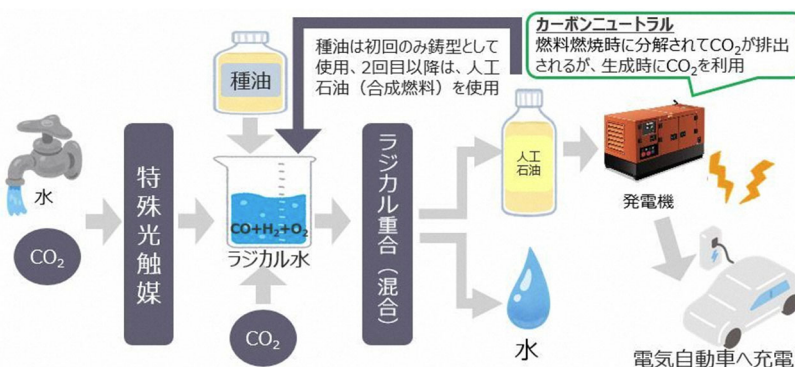 カーボンニュートラル
燃料燃焼時に分解されてCO₂が排出
されるが、生成時にCO₂を利用
種油は初回のみ鋳型として
使用、2回目以降は、人工
石油（合成燃料）を使用
種油
水
CO₂
特殊光触媒
CO+H₂+O₂
ラジカル水
CO₂
ラジカル重合（混合）
人工
石油
水
発電機
電気自動車へ充電